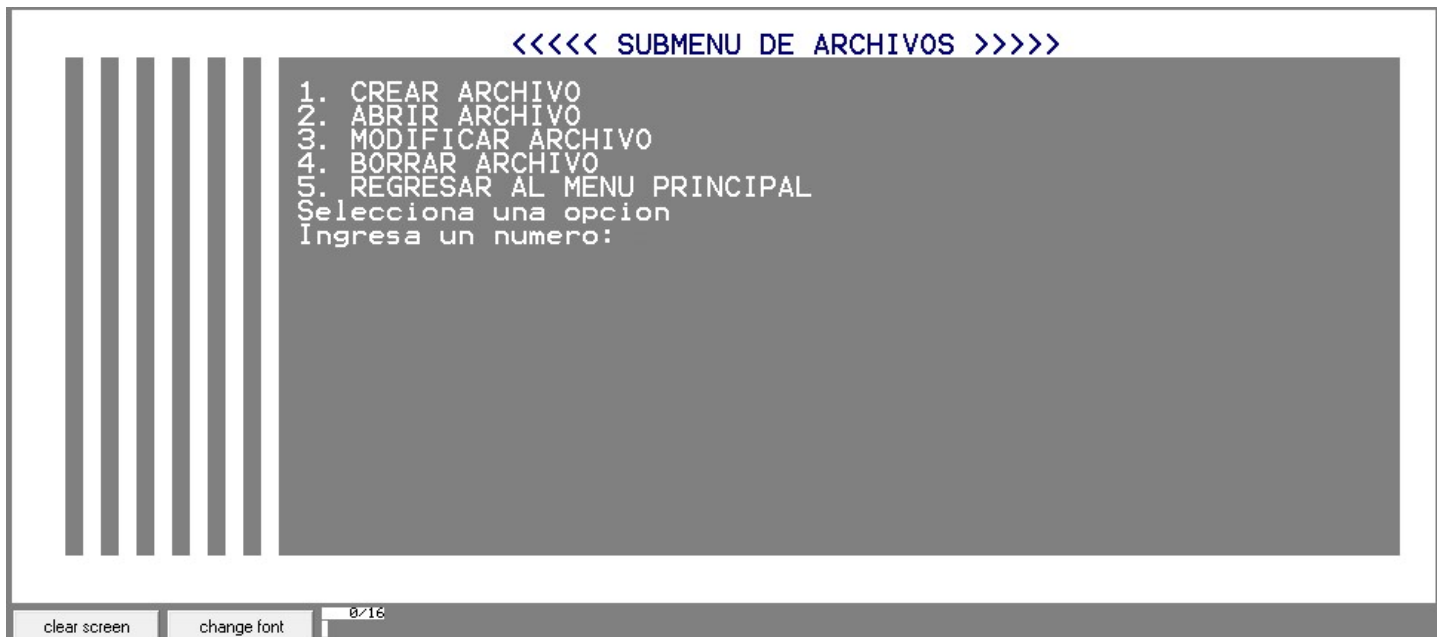 <<<<< SUBMENU DE ARCHIVOS >>>>>
1. CREAR ARCHIVO
2. ABRIR ARCHIVO
3. MODIFICAR ARCHIVO
4. BORRAR ARCHIVO
5. REGRESAR AL MENU PRINCIPAL
Selecciona una opcion
Ingresa un numero:
clear screen
change font
0/16